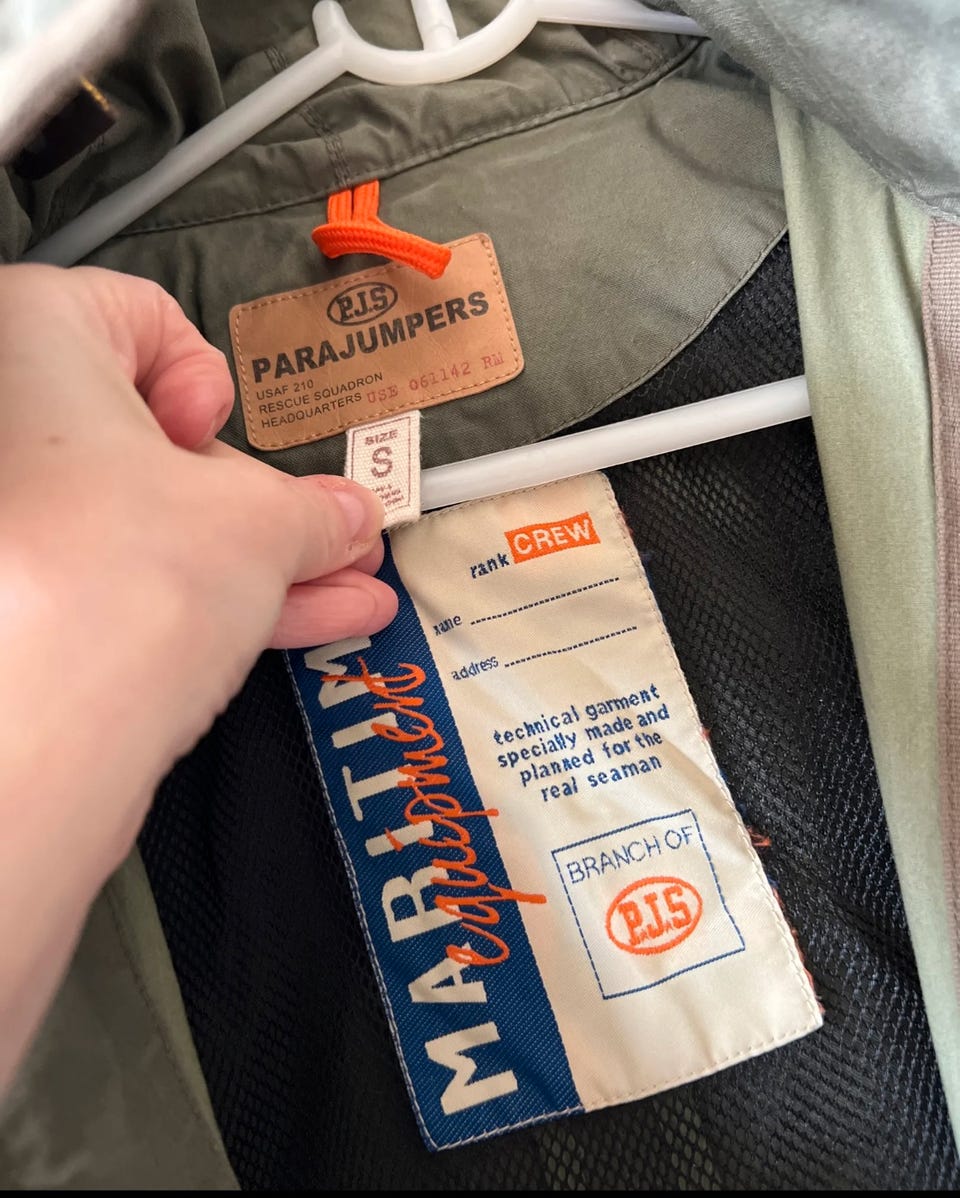 P.J.S
PARAJUMPERS
USAF 210
RESCUE SQUADRON
HEADQUARTERS USE 061142 RM
SIZE
S
rank CREW
name
address
technical garment
specially made and
planned for the
real seaman
BRANCH OF
P.J.S
MARITIM
equipment